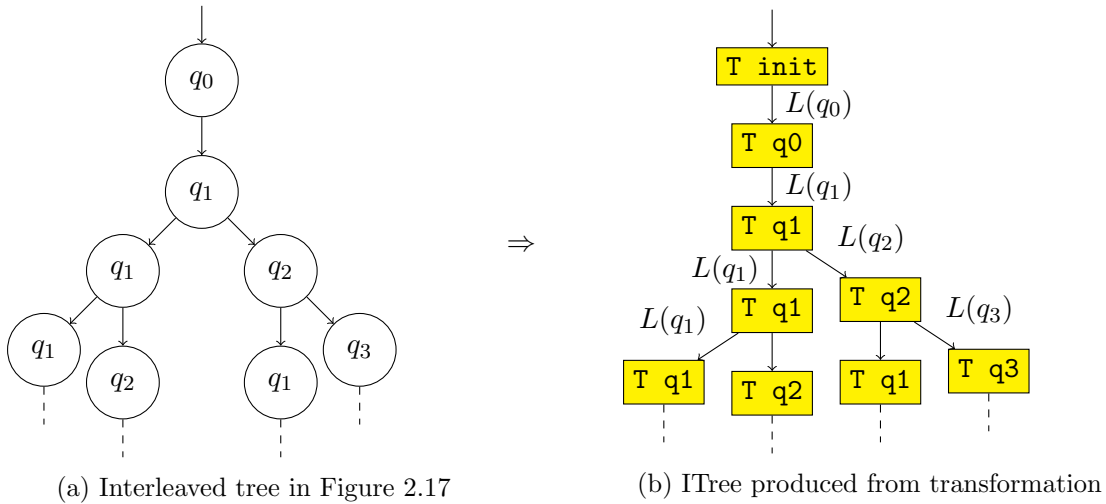 q₀
q₁
q₁ q₂
q₁ q₂ q₁ q₃
⇒
T init
L(q₀)
T q0
L(q₁)
T q1
L(q₁) L(q₂)
T q1 T q2
L(q₁) L(q₃)
T q1 T q2 T q1 T q3
(a) Interleaved tree in Figure 2.17
(b) ITree produced from transformation